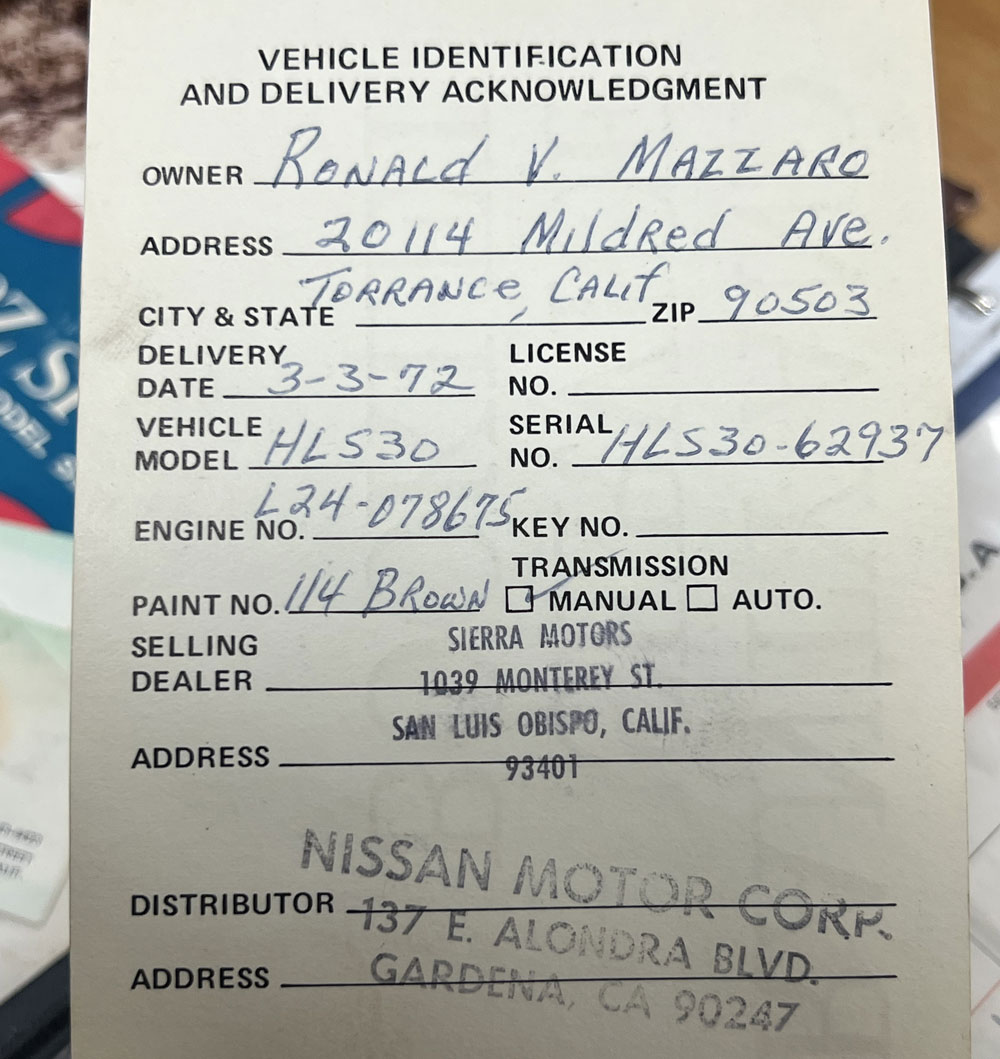 VEHICLE IDENTIFICATION
AND DELIVERY ACKNOWLEDGMENT
OWNER Ronald V. Mazzaro
ADDRESS 20114 Mildred Ave.
CITY & STATE Torrance, Calif ZIP 90503
DELIVERY DATE 3-3-72 LICENSE NO.
VEHICLE MODEL HLS30 SERIAL NO. HLS30-62937
ENGINE NO. L24-078675 KEY NO.
TRANSMISSION
PAINT NO. 114 Brown MANUAL AUTO.
SELLING DEALER SIERRA MOTORS
1039 MONTEREY ST.
SAN LUIS OBISPO, CALIF.
ADDRESS 93401
NISSAN MOTOR CORP.
DISTRIBUTOR 137 E. ALONDRA BLVD.
ADDRESS GARDENA, CA 90247